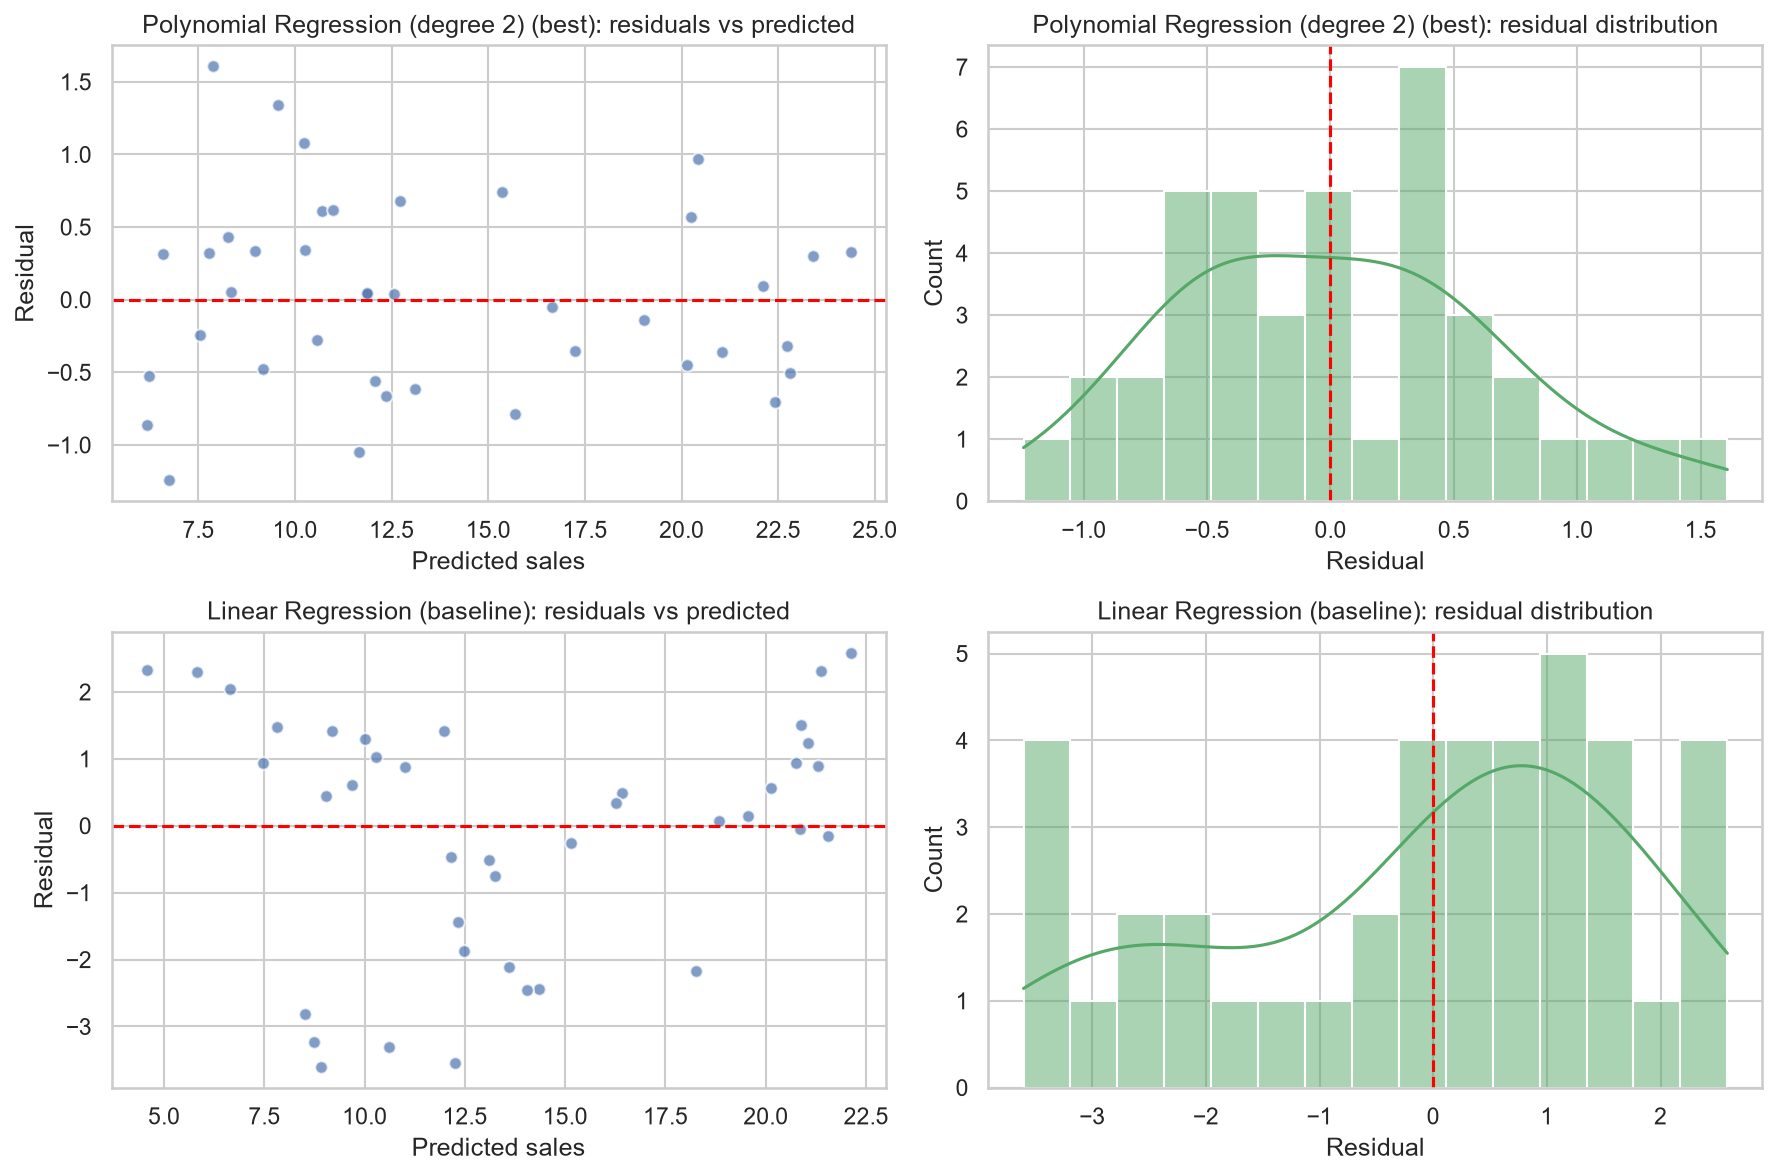 Polynomial Regression (degree 2) (best): residuals vs predicted
1.5
1.0
0.5
0.0
−0.5
−1.0
Residual
7.5 10.0 12.5 15.0 17.5 20.0 22.5 25.0
Predicted sales
Polynomial Regression (degree 2) (best): residual distribution
7
6
5
4
3
2
1
0
Count
−1.0 −0.5 0.0 0.5 1.0 1.5
Residual
Linear Regression (baseline): residuals vs predicted
2
1
0
−1
−2
−3
Residual
5.0 7.5 10.0 12.5 15.0 17.5 20.0 22.5
Predicted sales
Linear Regression (baseline): residual distribution
5
4
3
2
1
0
Count
−3 −2 −1 0 1 2
Residual